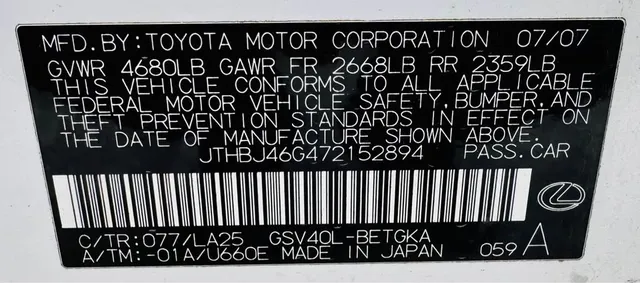 MFD.BY:TOYOTA MOTOR CORPORATION 07/07
GVWR 4680LB GAWR FR 2668LB RR 2359LB
THIS VEHICLE CONFORMS TO ALL APPLICABLE
FEDERAL MOTOR VEHICLE SAFETY,BUMPER,AND
THEFT PREVENTION STANDARDS IN EFFECT ON
THE DATE OF MANUFACTURE SHOWN ABOVE.
JTHBJ46G472152894 PASS.CAR
C/TR:077/LA25 GSV40L-BETGKA
A/TM:-01A/U660E MADE IN JAPAN 059 A